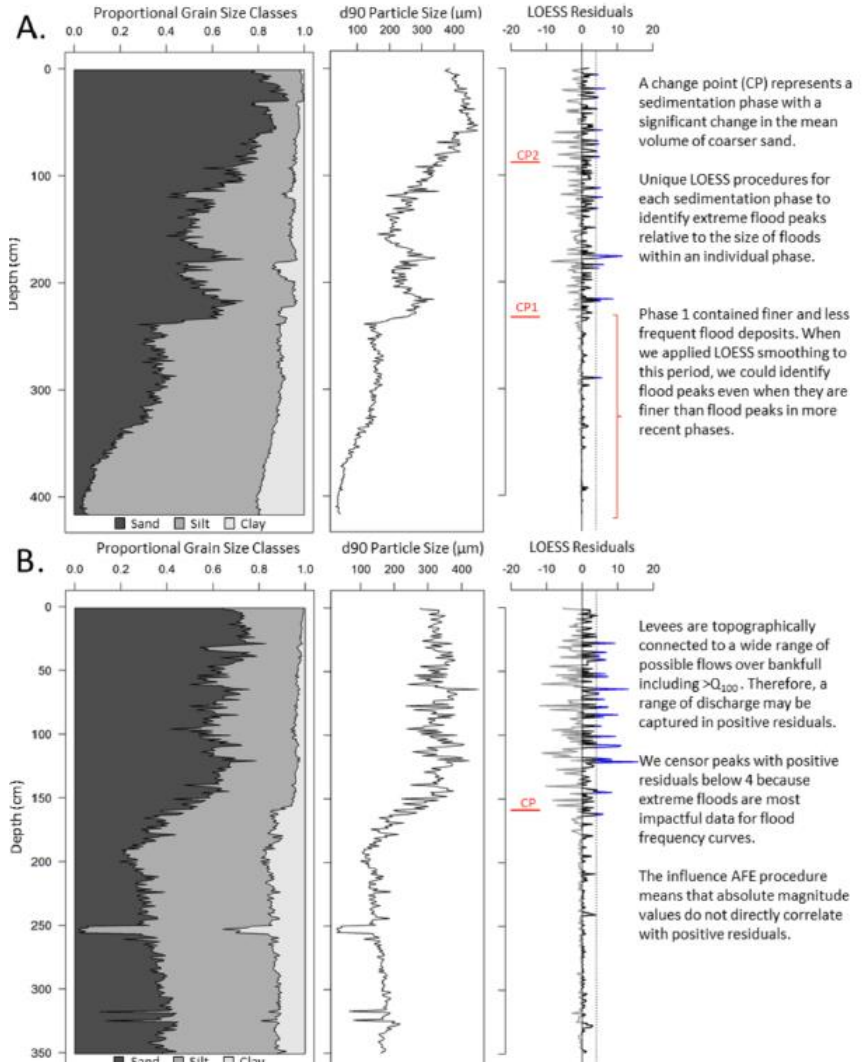 A.
Proportional Grain Size Classes
0.0 0.2 0.4 0.6 0.8 1.0
d90 Particle Size (µm)
100 200 300 400
LOESS Residuals
-20 -10 0 10 20
Depth (cm)
0
100
200
300
400
Sand Silt Clay
CP2
CP1
A change point (CP) represents a
sedimentation phase with a
significant change in the mean
volume of coarser sand.
Unique LOESS procedures for
each sedimentation phase to
identify extreme flood peaks
relative to the size of floods
within an individual phase.
Phase 1 contained finer and less
frequent flood deposits. When
we applied LOESS smoothing to
this period, we could identify
flood peaks even when they are
finer than flood peaks in more
recent phases.
B.
Proportional Grain Size Classes
0.0 0.2 0.4 0.6 0.8 1.0
d90 Particle Size (µm)
100 200 300 400
LOESS Residuals
-20 -10 0 10 20
Depth (cm)
0
50
100
150
200
250
300
350
Sand Silt Clay
CP
Levees are topographically
connected to a wide range of
possible flows over bankfull
including >Q100. Therefore, a
range of discharge may be
captured in positive residuals.
We censor peaks with positive
residuals below 4 because
extreme floods are most
impactful data for flood
frequency curves.
The influence AFE procedure
means that absolute magnitude
values do not directly correlate
with positive residuals.